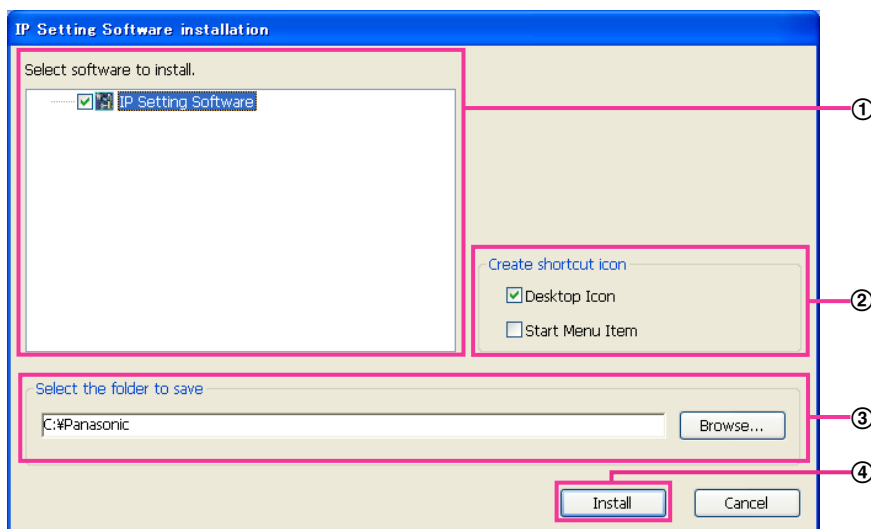 IP Setting Software installation
Select software to install.
IP Setting Software
①
Create shortcut icon
Desktop Icon
②
Start Menu Item
Select the folder to save
C:¥Panasonic
Browse...
③
④
Install
Cancel